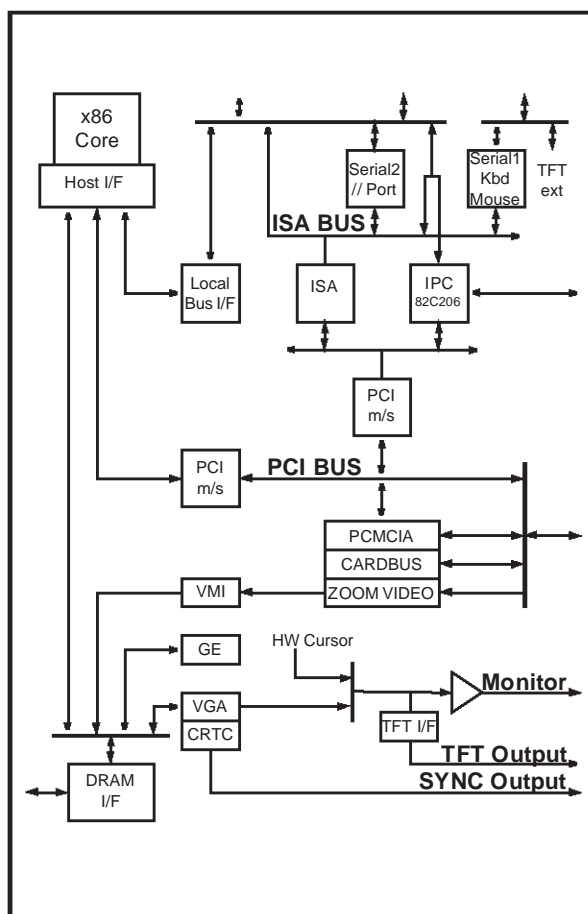 x86
Core
Host I/F
Serial2
// Port
Serial1
Kbd
Mouse
TFT
ext
ISA BUS
Local
Bus I/F
ISA
IPC
82C206
PCI
m/s
PCI
m/s
PCI BUS
PCMCIA
CARDBUS
ZOOM VIDEO
VMI
GE
HW Cursor
VGA
CRTC
Monitor
TFT I/F
TFT Output
SYNC Output
DRAM
I/F